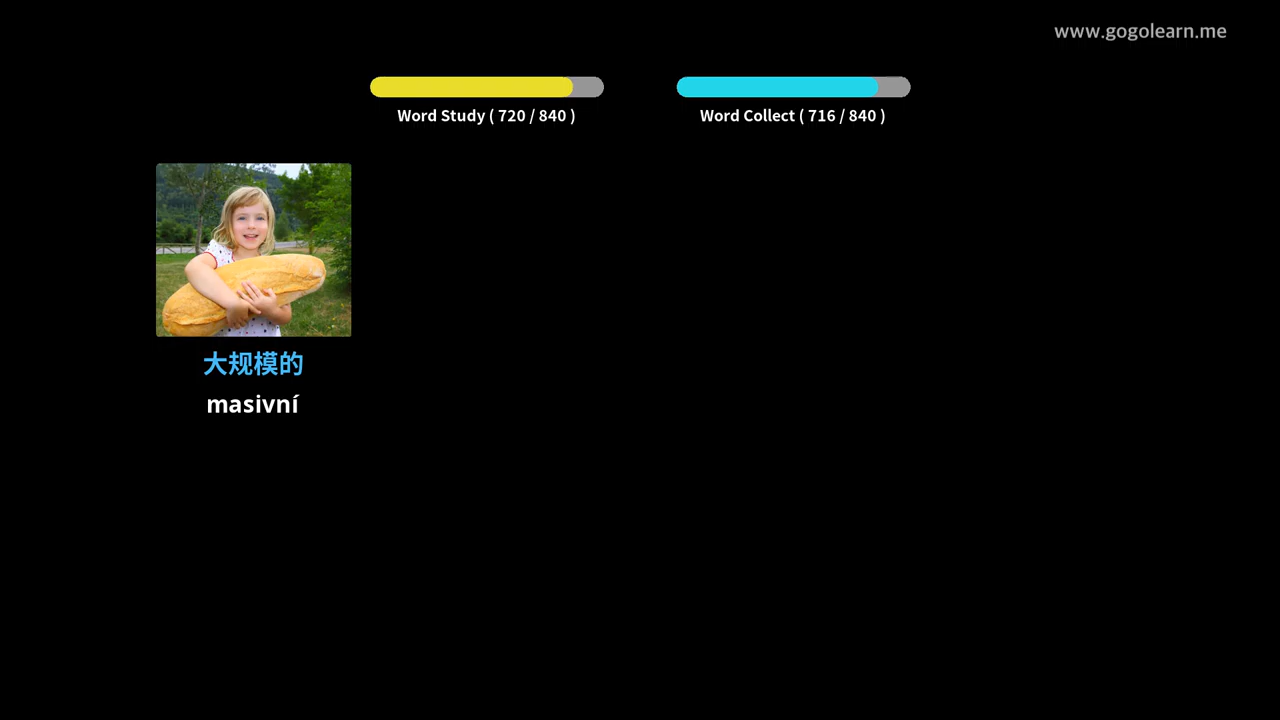 www.gogolearn.me
Word Study ( 720 / 840 )
Word Collect ( 716 / 840 )
大规模的
masivní